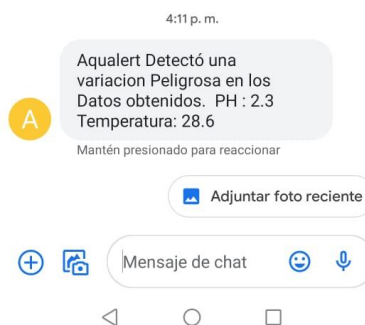 4:11 p. m.
Aqualert Detectó una
variacion Peligrosa en los
Datos obtenidos. PH : 2.3
Temperatura: 28.6
A
Mantén presionado para reaccionar
Adjuntar foto reciente
Mensaje de chat